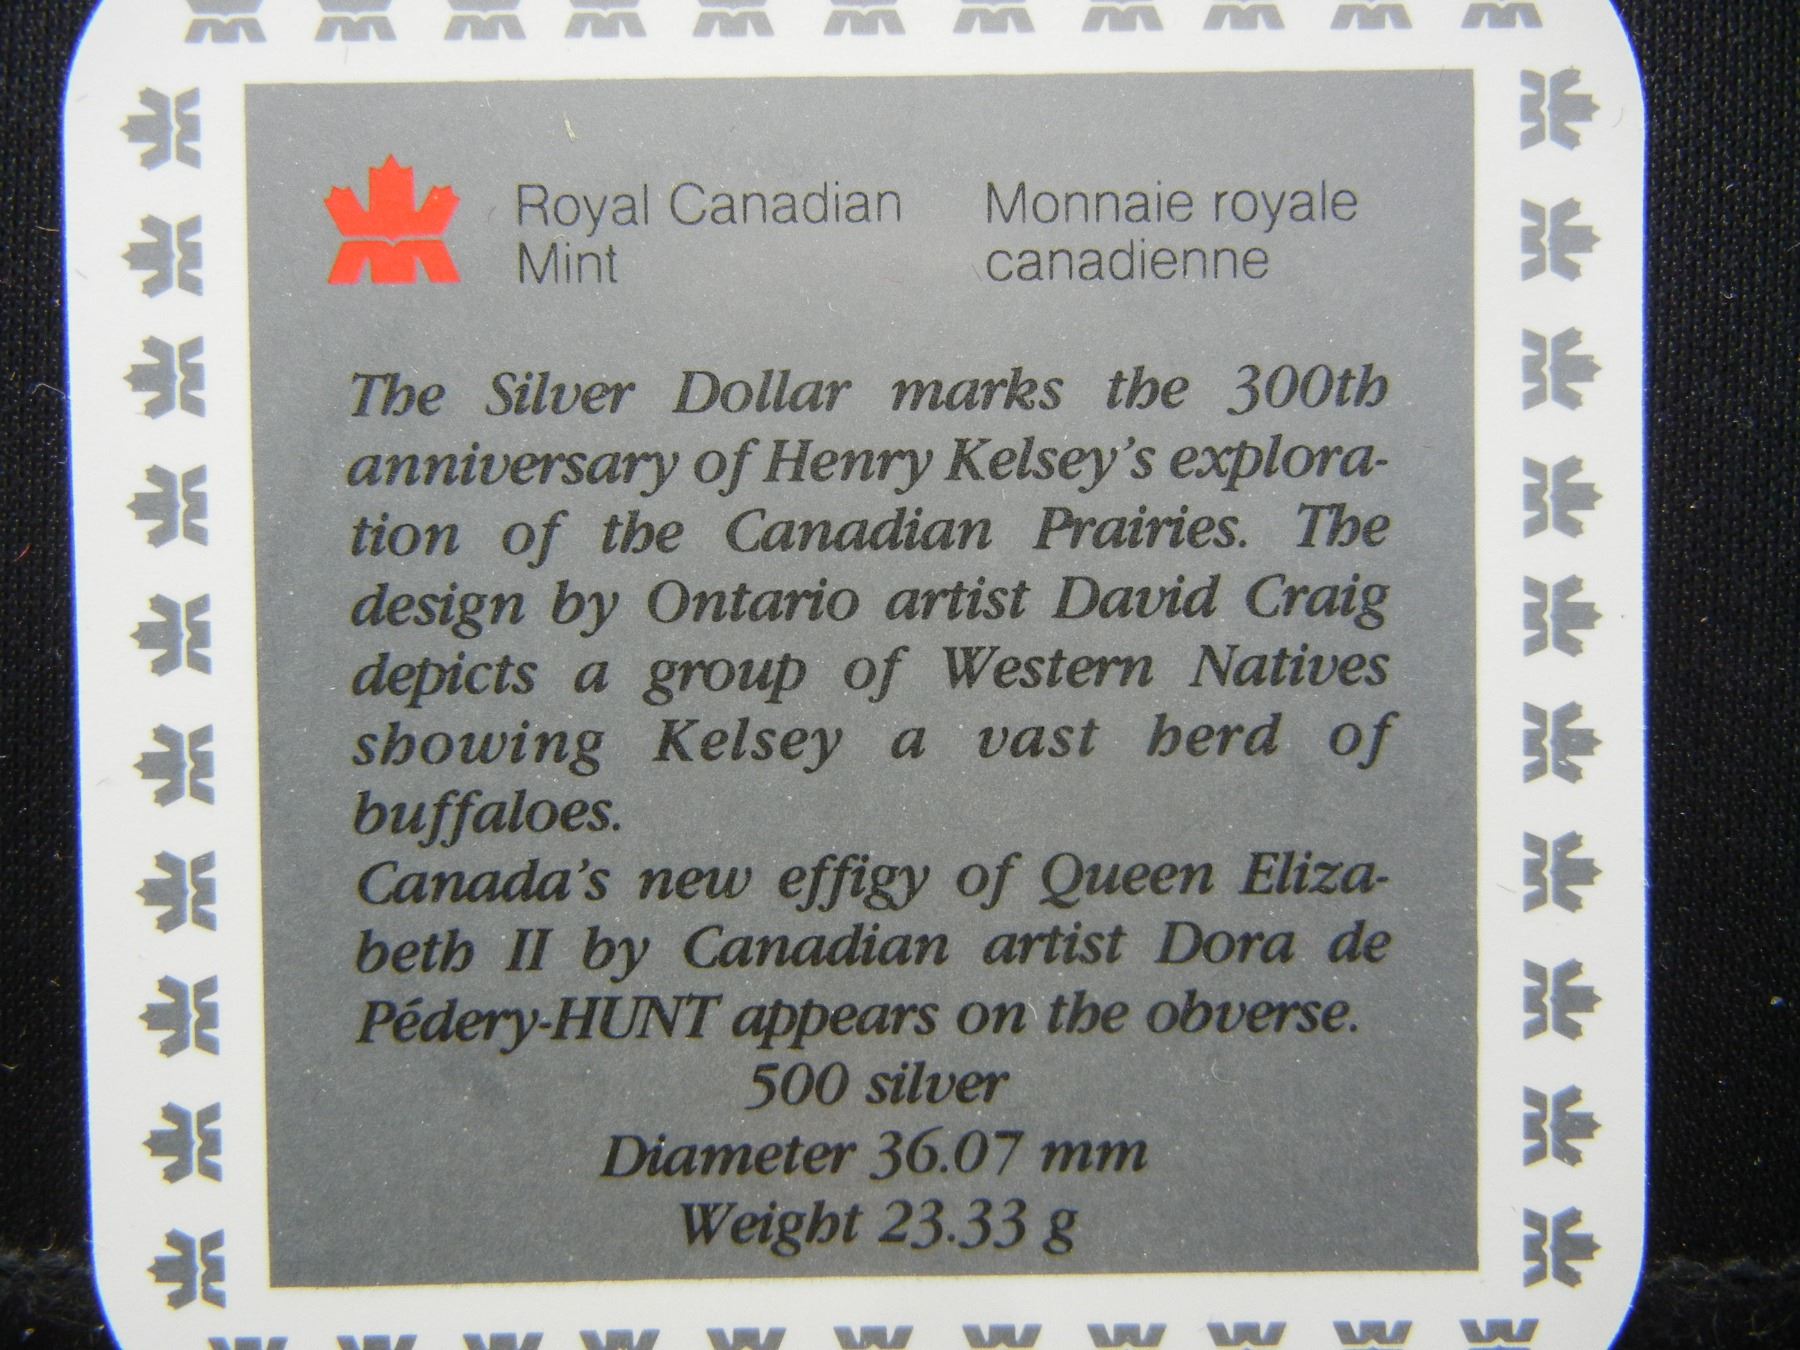 Royal Canadian Mint
Monnaie royale canadienne
The Silver Dollar marks the 300th
anniversary of Henry Kelsey's explora-
tion of the Canadian Prairies. The
design by Ontario artist David Craig
depicts a group of Western Natives
showing Kelsey a vast herd of
buffaloes.
Canada's new effigy of Queen Eliza-
beth II by Canadian artist Dora de
Pédery-HUNT appears on the obverse.
500 silver
Diameter 36.07 mm
Weight 23.33 g